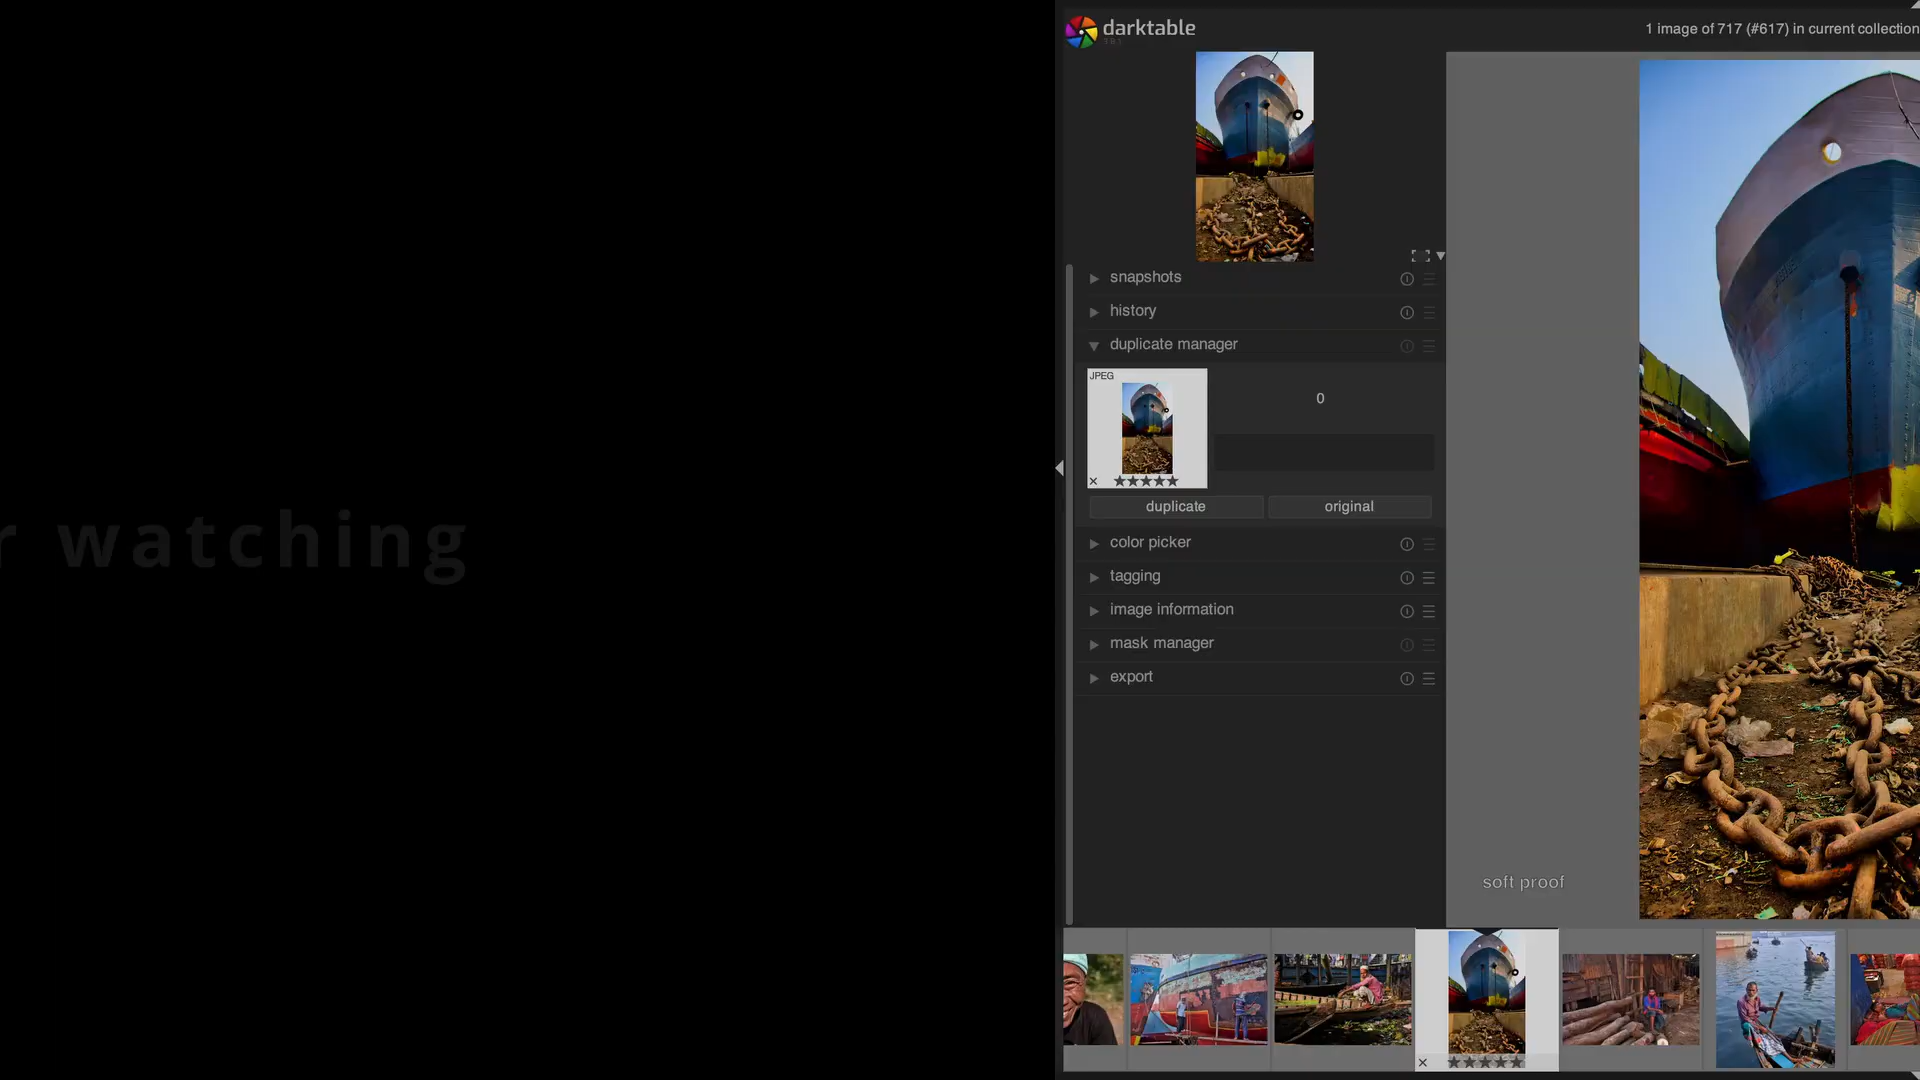 r watching
darktable
1 image of 717 (#617) in current collection
snapshots
history
duplicate manager
JPEG
0
duplicate
original
color picker
tagging
image information
mask manager
export
soft proof